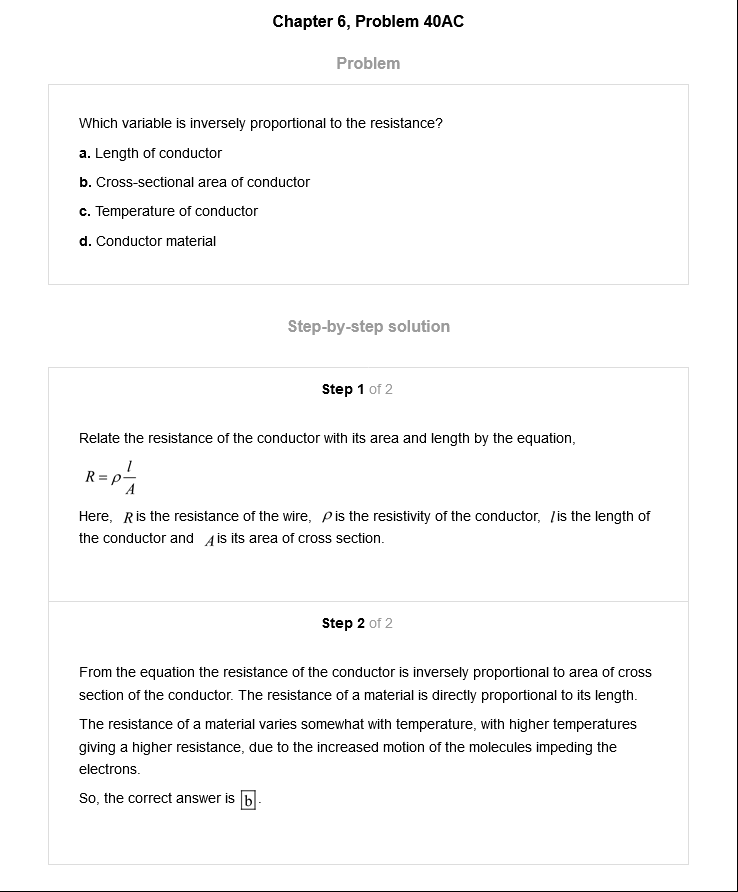 Chapter 6, Problem 40AC
Problem
Which variable is inversely proportional to the resistance?
a. Length of conductor
b. Cross-sectional area of conductor
c. Temperature of conductor
d. Conductor material
Step-by-step solution
Step 1 of 2
Relate the resistance of the conductor with its area and length by the equation,
R = ρ l/A
Here, R is the resistance of the wire, ρ is the resistivity of the conductor, l is the length of
the conductor and A is its area of cross section.
Step 2 of 2
From the equation the resistance of the conductor is inversely proportional to area of cross
section of the conductor. The resistance of a material is directly proportional to its length.
The resistance of a material varies somewhat with temperature, with higher temperatures
giving a higher resistance, due to the increased motion of the molecules impeding the
electrons.
So, the correct answer is b.